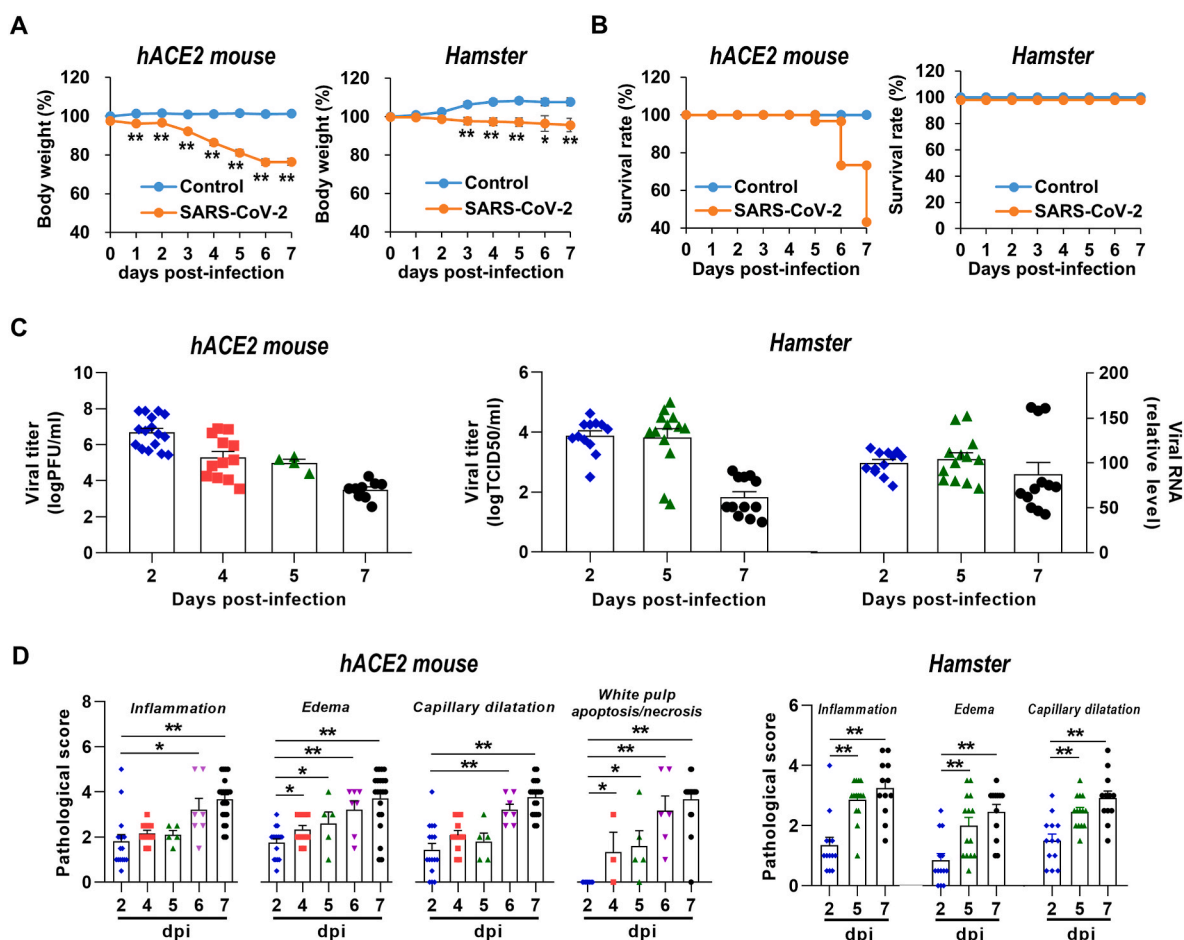 A
hACE2 mouse
Hamster
Body weight (%)
120
100
80
60
40
** ** ** ** ** ** **
Control
SARS-CoV-2
0 1 2 3 4 5 6 7
days post-infection
Body weight (%)
120
100
80
60
40
** ** ** * **
Control
SARS-CoV-2
0 1 2 3 4 5 6 7
days post-infection
B
hACE2 mouse
Hamster
Survival rate (%)
120
100
80
60
40
Control
SARS-CoV-2
0 1 2 3 4 5 6 7
Days post-infection
Survival rate (%)
120
100
80
60
40
20
0
Control
SARS-CoV-2
0 1 2 3 4 5 6 7
Days post-infection
C
hACE2 mouse
Viral titer
(logPFU/ml)
10
8
6
4
2
0
2 4 5 7
Days post-infection
Hamster
Viral titer
(logTCID50/ml)
6
4
2
0
2 5 7
2 5 7
Days post-infection
Days post-infection
200
150
100
50
0
Viral RNA
(relative level)
D
hACE2 mouse
Pathological score
8
6
4
2
0
Inflammation
**
*
2 4 5 6 7
dpi
Edema
**
**
*
*
2 4 5 6 7
dpi
Capillary dilatation
**
**
2 4 5 6 7
dpi
White pulp
apoptosis/necrosis
**
**
*
*
2 4 5 6 7
dpi
Hamster
Pathological score
6
4
2
0
Inflammation
**
**
2 5 7
dpi
Edema
**
**
2 5 7
dpi
Capillary dilatation
**
**
2 5 7
dpi